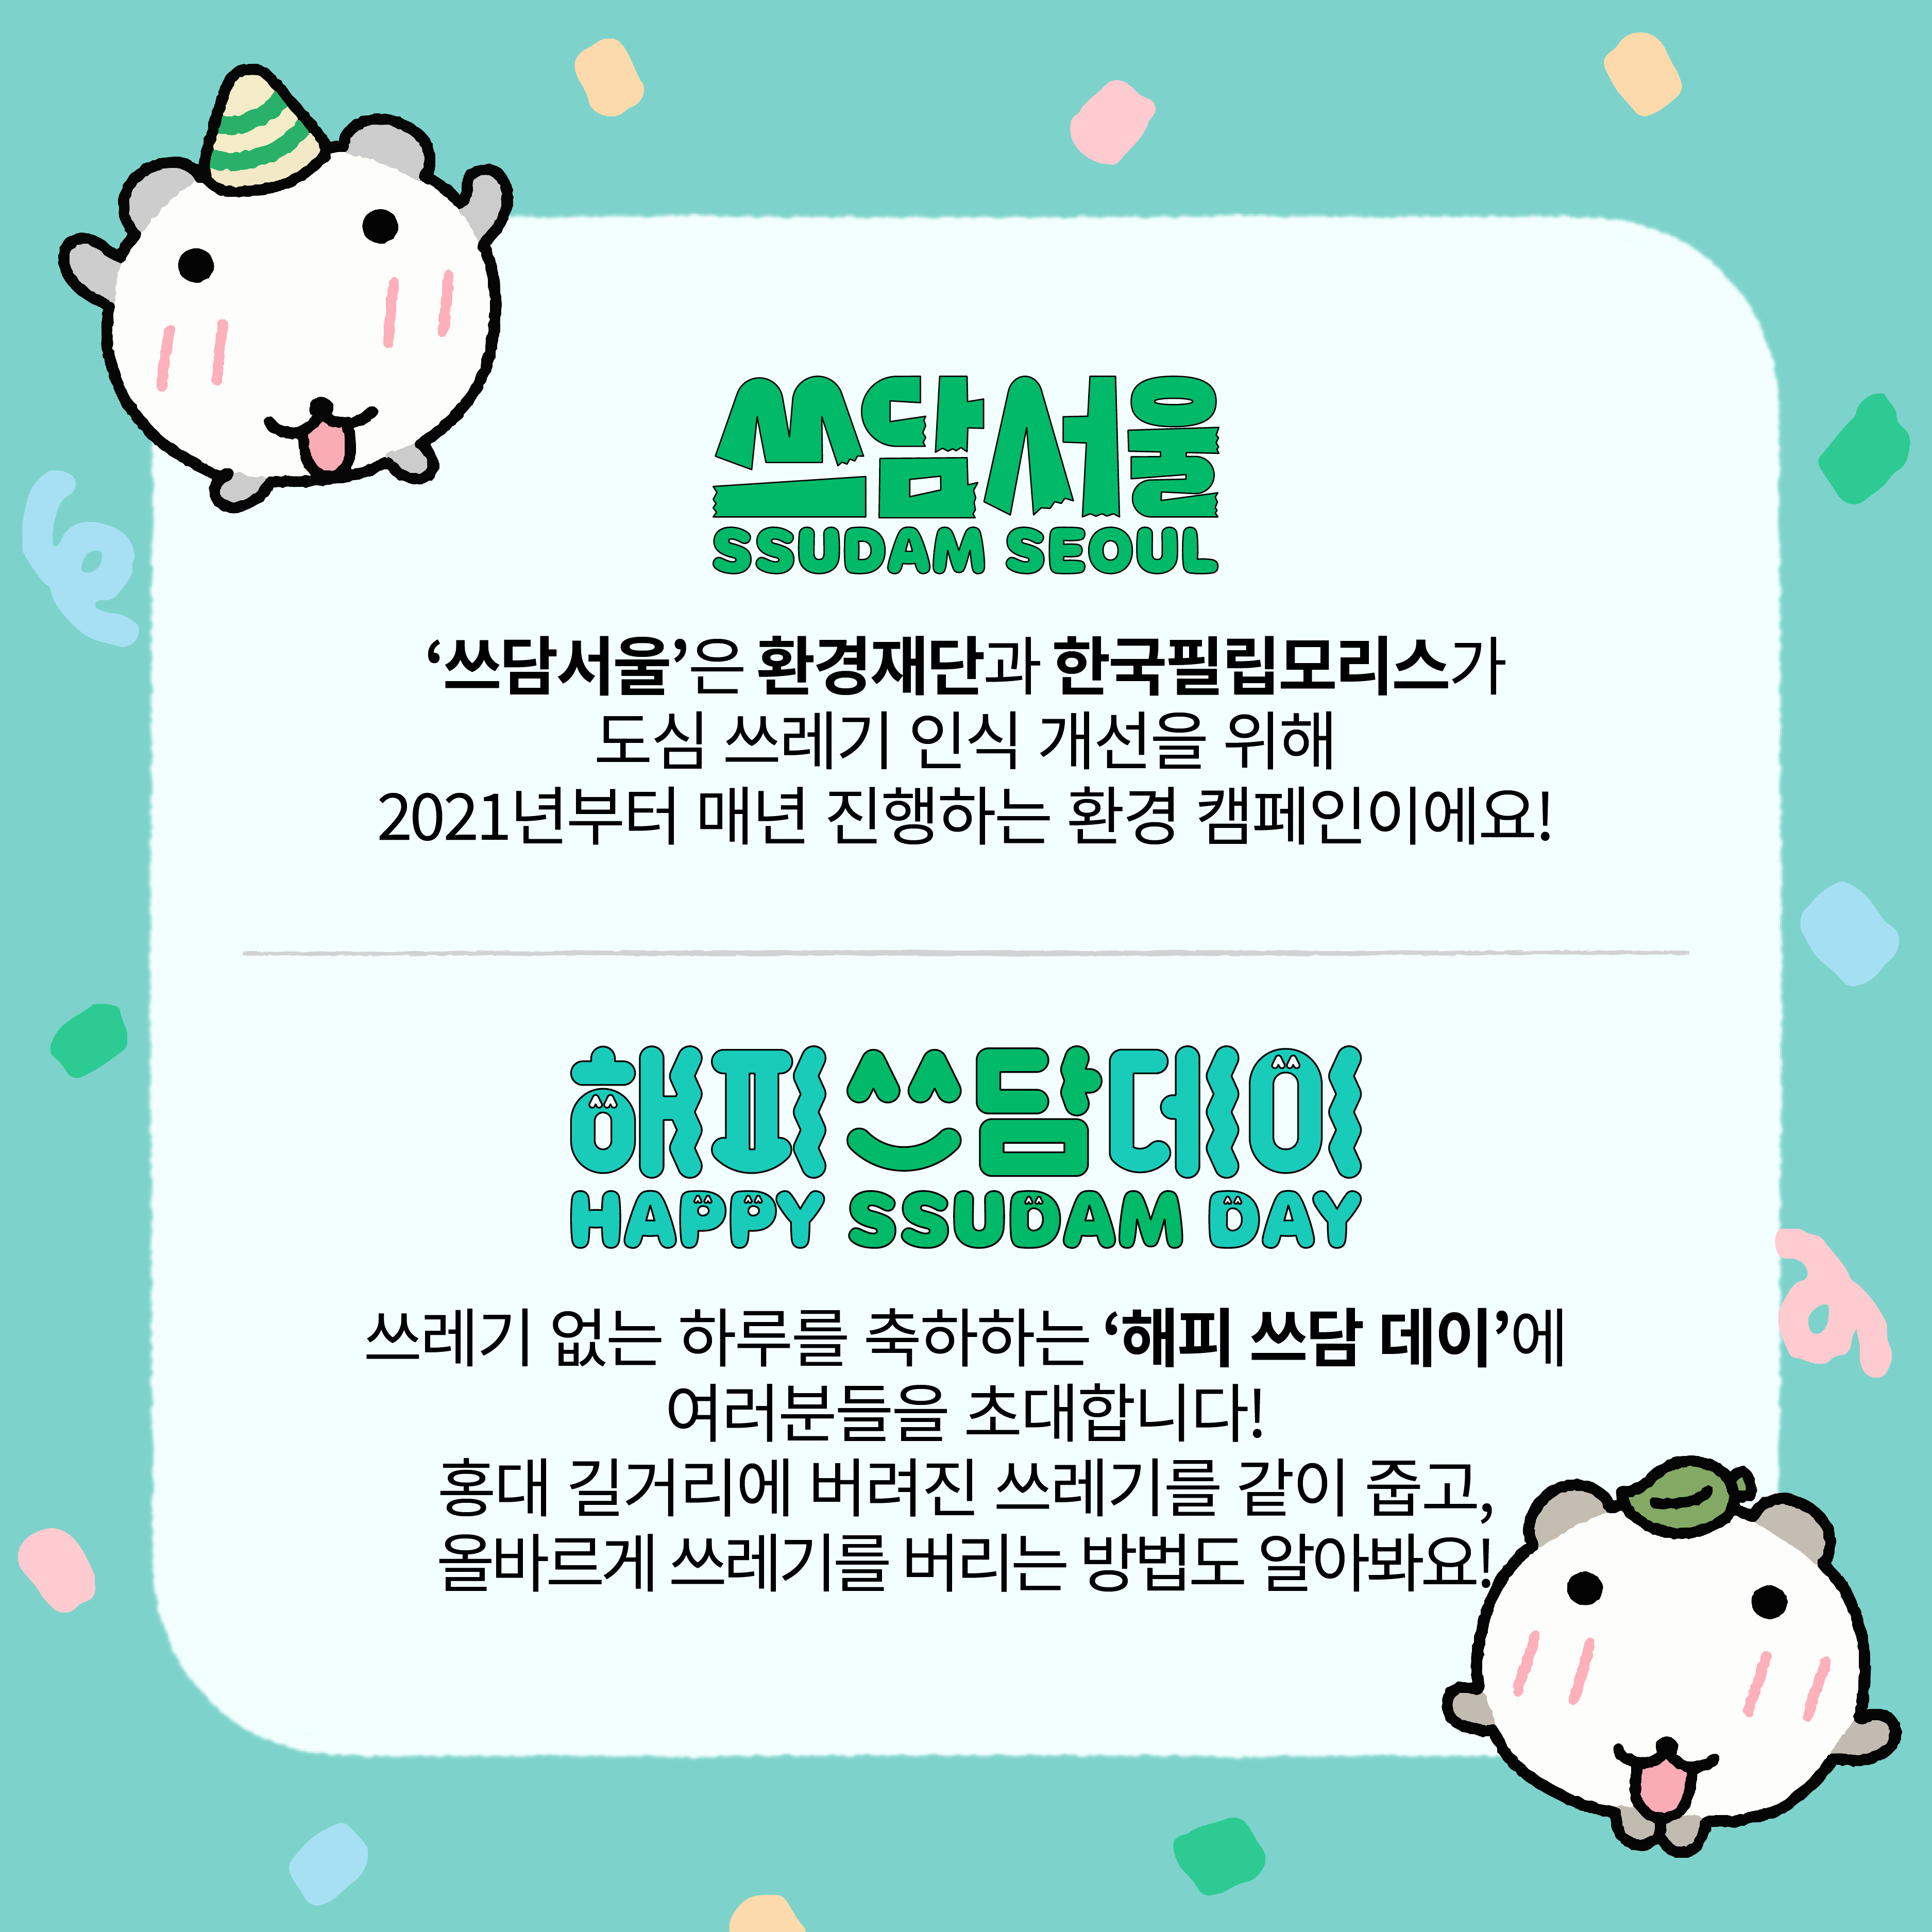 쓰담서울
SSUDAM SEOUL
‘쓰담서울’은 환경재단과 한국필립모리스가
도심 쓰레기 인식 개선을 위해
2021년부터 매년 진행하는 환경 캠페인이에요!
해피 쓰담 데이
HAPPY SSUDAM DAY
쓰레기 없는 하루를 축하하는 ‘해피 쓰담 데이’에
여러분들을 초대합니다!
홍대 길거리에 버려진 쓰레기를 같이 줍고,
올바르게 쓰레기를 버리는 방법도 알아봐요!